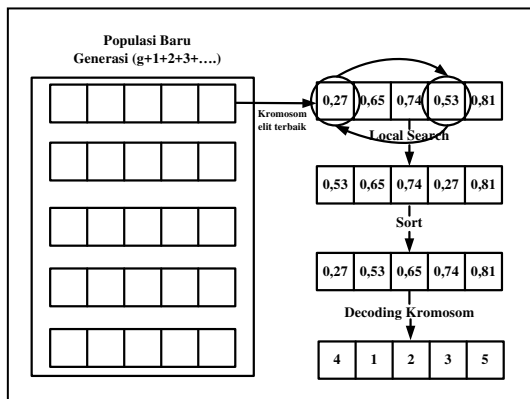 Populasi Baru
Generasi (g+1+2+3+....)
Kromosom
elit terbaik
0,27 0,65 0,74 0,53 0,81
Local Search
0,53 0,65 0,74 0,27 0,81
Sort
0,27 0,53 0,65 0,74 0,81
Decoding Kromosom
4 1 2 3 5